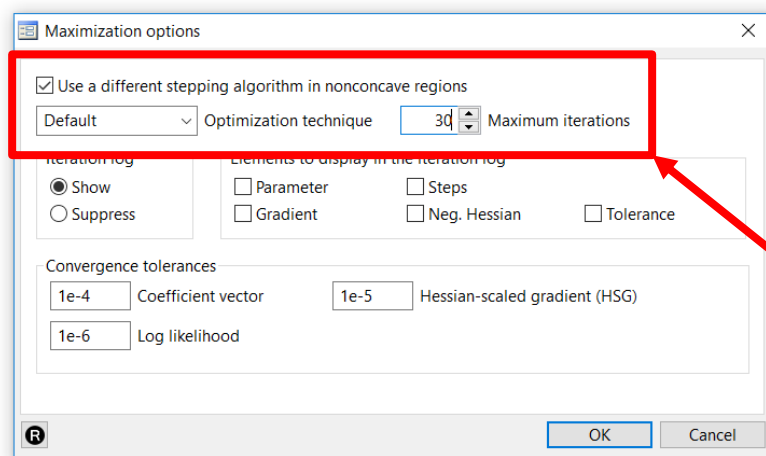 Maximization options
Use a different stepping algorithm in nonconcave regions
Default Optimization technique 30 Maximum iterations
Iteration log Elements to display in the iteration log
Show Parameter Steps
Suppress Gradient Neg. Hessian Tolerance
Convergence tolerances
1e-4 Coefficient vector 1e-5 Hessian-scaled gradient (HSG)
1e-6 Log likelihood
R OK Cancel